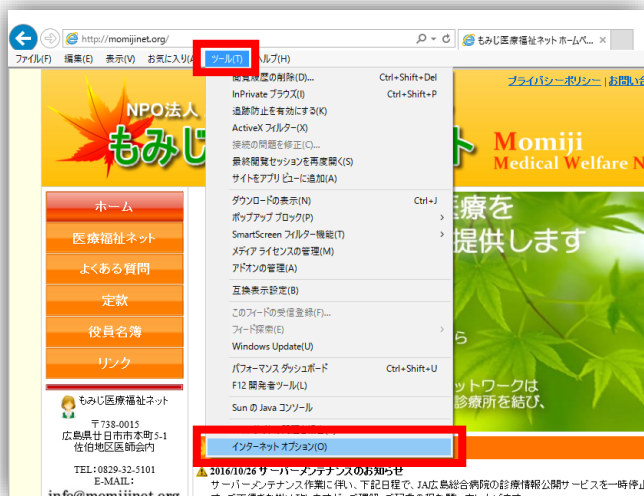 http://momijinet.org/
もみじ医療福祉ネット ホームペ...
ファイル(F) 編集(E) 表示(V) お気に入り(A ツール(T) ヘルプ(H)
閲覧履歴の削除(D)... Ctrl+Shift+Del
InPrivate ブラウズ(I) Ctrl+Shift+P
追跡防止を有効にする(K)
ActiveX フィルター(X)
接続の問題を修正(C)...
最終閲覧セッションを再度開く(S)
サイトをアプリ ビューに追加(A)
ダウンロードの表示(N) Ctrl+J
ポップアップ ブロック(P)
SmartScreen フィルター機能(T)
メディア ライセンスの管理(M)
アドオンの管理(A)
互換表示設定(B)
このフィードの受信登録(F)...
フィード探索(E)
Windows Update(U)
パフォーマンス ダッシュボード Ctrl+Shift+U
F12 開発者ツール(L)
Sun の Java コンソール
インターネット オプション(O)
プライバシーポリシー | お問い
NPO法人
もみじ ト
Momiji
Medical Welfare N
ホーム
医療福祉ネット
よくある質問
定款
役員名簿
リンク
医療を
提供します
ら
ットワークは
診療所を結び、
もみじ医療福祉ネット
〒738-0015
広島県廿日市市本町5-1
佐伯地区医師会内
TEL:0829-32-5101
E-MAIL:
info@momijinet.org
2016/10/26 サーバーメンテナンスのお知らせ
サーバーメンテナンス作業に伴い、下記日程で、JA広島総合病院の診療情報公開サービスを一時停止